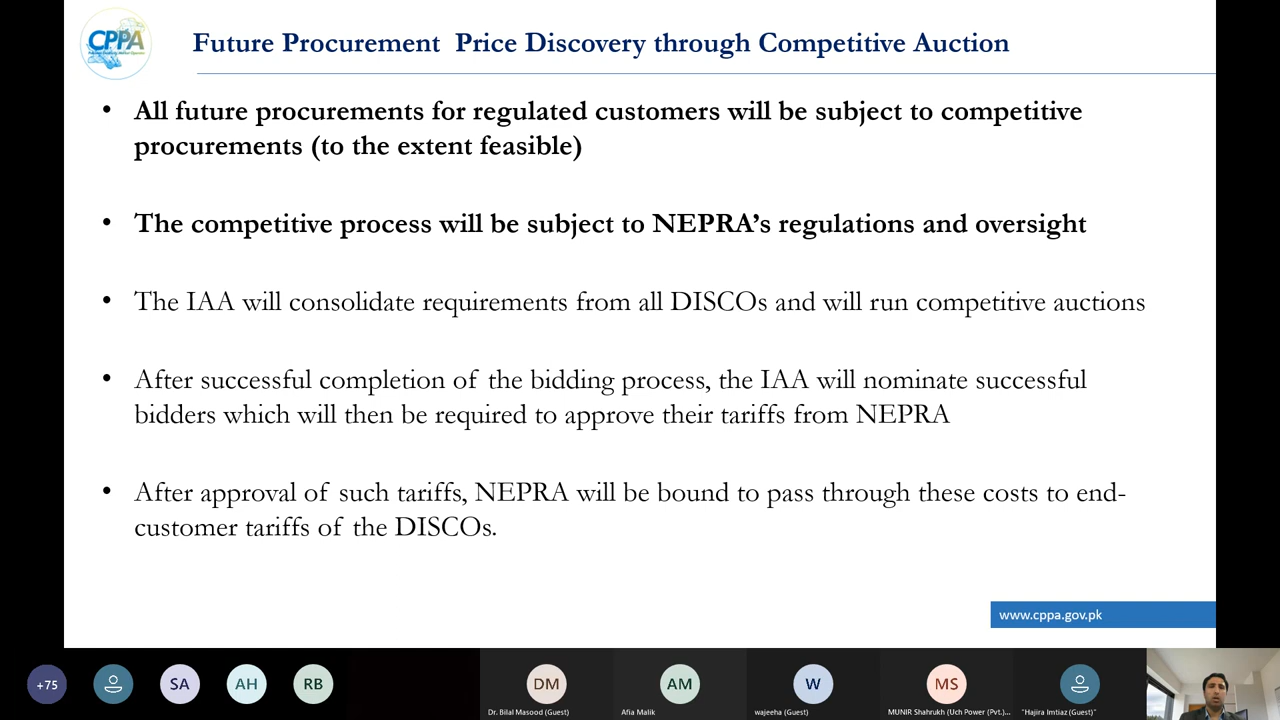 CPPA
Future Procurement Price Discovery through Competitive Auction
• All future procurements for regulated customers will be subject to competitive
procurements (to the extent feasible)
• The competitive process will be subject to NEPRA’s regulations and oversight
• The IAA will consolidate requirements from all DISCOs and will run competitive auctions
• After successful completion of the bidding process, the IAA will nominate successful
bidders which will then be required to approve their tariffs from NEPRA
• After approval of such tariffs, NEPRA will be bound to pass through these costs to end-
customer tariffs of the DISCOs.
www.cppa.gov.pk
+75
SA
AH
RB
DM
AM
W
MS
Dr. Bilal Masood (Guest)
Afia Malik
wajeeha (Guest)
MUNIR Shahrukh (Uch Power (Pvt.)...
"Hajira Imtiaz (Guest)"